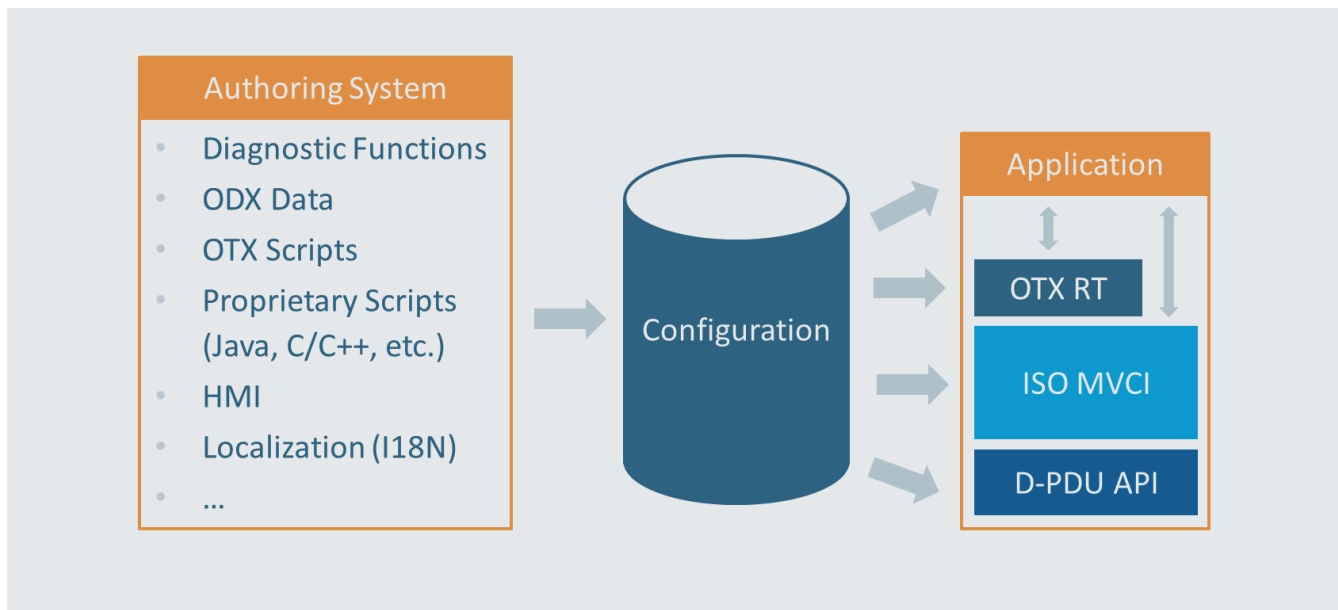 Authoring System
• Diagnostic Functions
• ODX Data
• OTX Scripts
• Proprietary Scripts
(Java, C/C++, etc.)
• HMI
• Localization (I18N)
• ...
Configuration
Application
OTX RT
ISO MVCI
D-PDU API